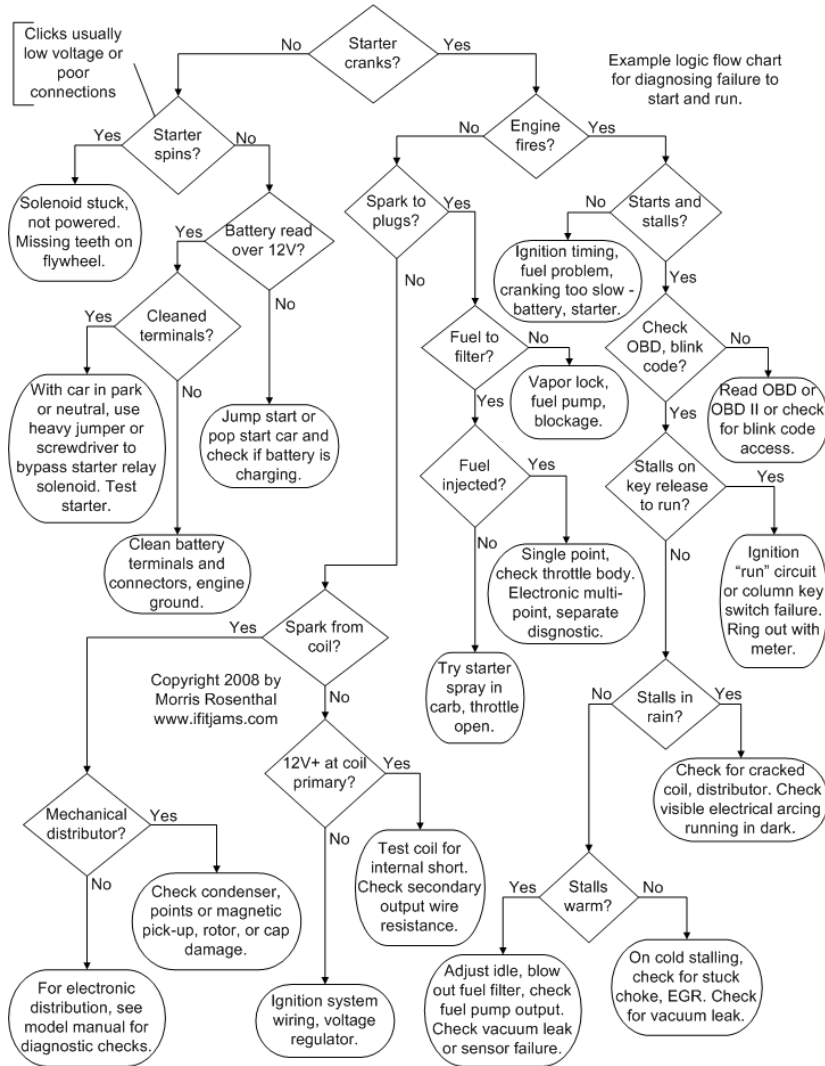 Clicks usually
low voltage or
poor
connections
No
Starter
cranks?
Yes
Example logic flow chart
for diagnosing failure to
start and run.
Yes
Starter
spins?
No
No
Engine
fires?
Yes
Solenoid stuck,
not powered.
Missing teeth on
flywheel.
Yes
Battery read
over 12V?
No
Spark to
plugs?
Yes
No
No
Starts and
stalls?
Yes
Ignition timing,
fuel problem,
cranking too slow -
battery, starter.
Yes
Cleaned
terminals?
No
Fuel to
filter?
No
Yes
Check
OBD, blink
code?
No
Yes
With car in park
or neutral, use
heavy jumper or
screwdriver to
bypass starter relay
solenoid. Test
starter.
Jump start or
pop start car and
check if battery is
charging.
Vapor lock,
fuel pump,
blockage.
Read OBD or
OBD II or check
for blink code
access.
Fuel
injected?
Yes
No
Stalls on
key release
to run?
Yes
No
Clean battery
terminals and
connectors, engine
ground.
Single point,
check throttle body.
Electronic multi-
point, separate
disgnostic.
Ignition
“run” circuit
or column key
switch failure.
Ring out with
meter.
Yes
Spark from
coil?
No
Copyright 2008 by
Morris Rosenthal
www.ifitjams.com
Try starter
spray in
carb, throttle
open.
No
Stalls in
rain?
Yes
12V+ at coil
primary?
Yes
No
Check for cracked
coil, distributor. Check
visible electrical arcing
running in dark.
Mechanical
distributor?
Yes
No
Test coil for
internal short.
Check secondary
output wire
resistance.
Yes
Stalls
warm?
No
Check condenser,
points or magnetic
pick-up, rotor, or cap
damage.
For electronic
distribution, see
model manual for
diagnostic checks.
Ignition system
wiring, voltage
regulator.
Adjust idle, blow
out fuel filter, check
fuel pump output.
Check vacuum leak
or sensor failure.
On cold stalling,
check for stuck
choke, EGR. Check
for vacuum leak.